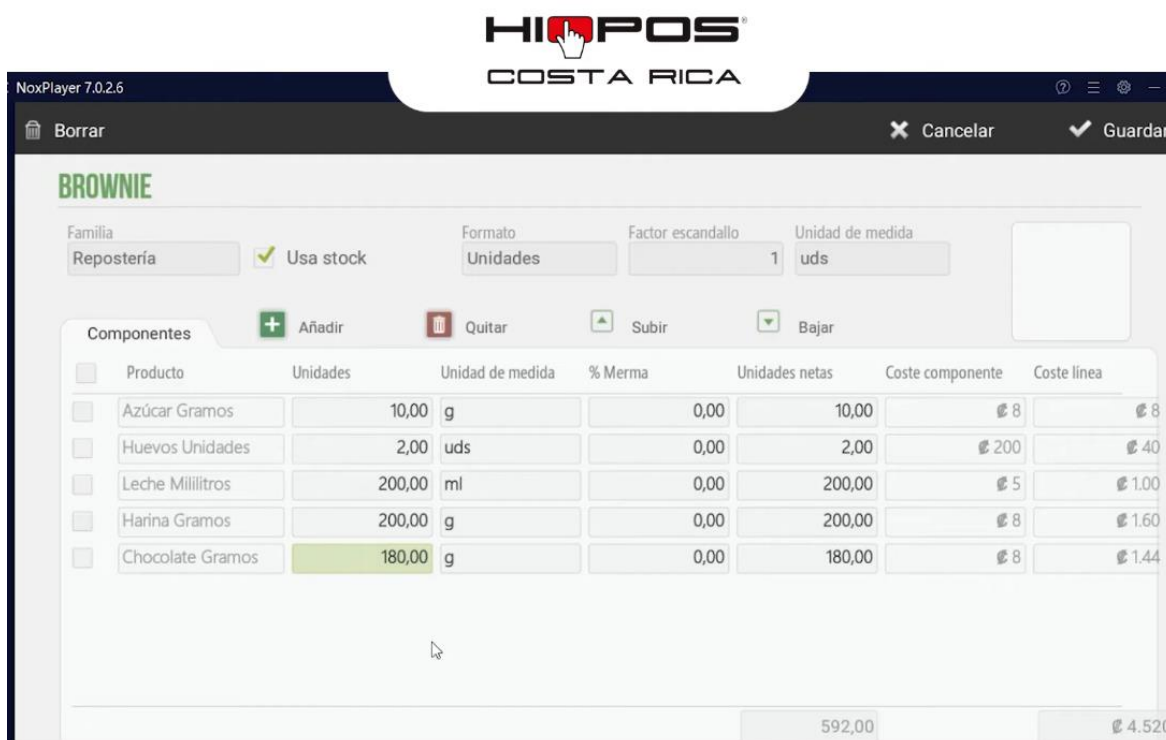 HIOPOS®
COSTA RICA
NoxPlayer 7.0.2.6
Borrar Cancelar Guardar
BROWNIE
Familia Formato Factor escandallo Unidad de medida
Repostería Usa stock Unidades 1 uds
Componentes Añadir Quitar Subir Bajar
Producto Unidades Unidad de medida % Merma Unidades netas Coste componente Coste línea
Azúcar Gramos 10,00 g 0,00 10,00 ₡ 8 ₡ 8
Huevos Unidades 2,00 uds 0,00 2,00 ₡ 200 ₡ 40
Leche Mililitros 200,00 ml 0,00 200,00 ₡ 5 ₡ 1.00
Harina Gramos 200,00 g 0,00 200,00 ₡ 8 ₡ 1.60
Chocolate Gramos 180,00 g 0,00 180,00 ₡ 8 ₡ 1.44
592,00 ₡ 4.520